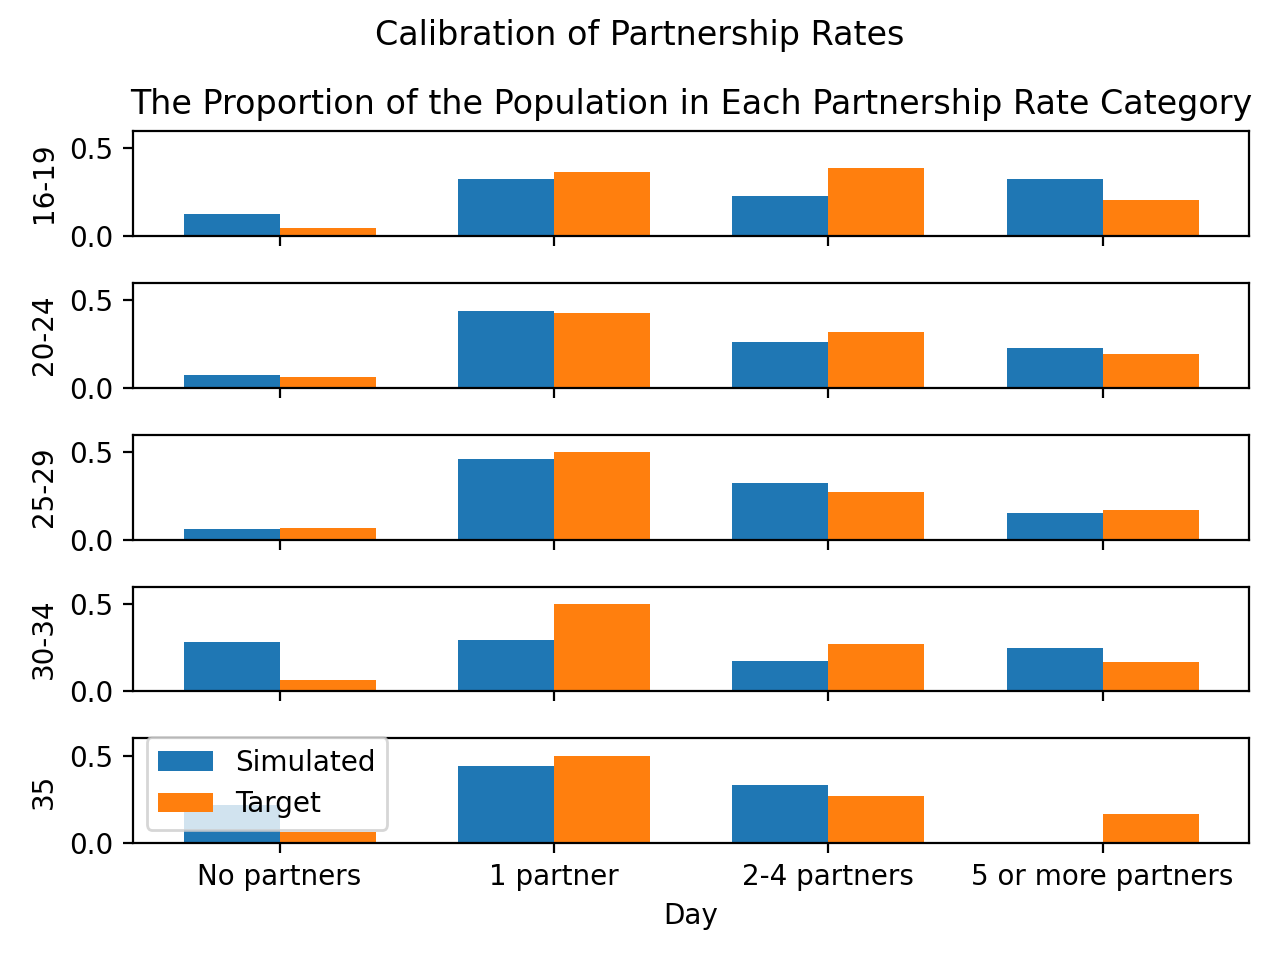 Calibration of Partnership Rates
The Proportion of the Population in Each Partnership Rate Category
0.5
16-19
0.0
0.5
20-24
0.0
0.5
25-29
0.0
0.5
30-34
0.0
0.5
35
0.0
Simulated
Target
No partners 1 partner 2-4 partners 5 or more partners
Day